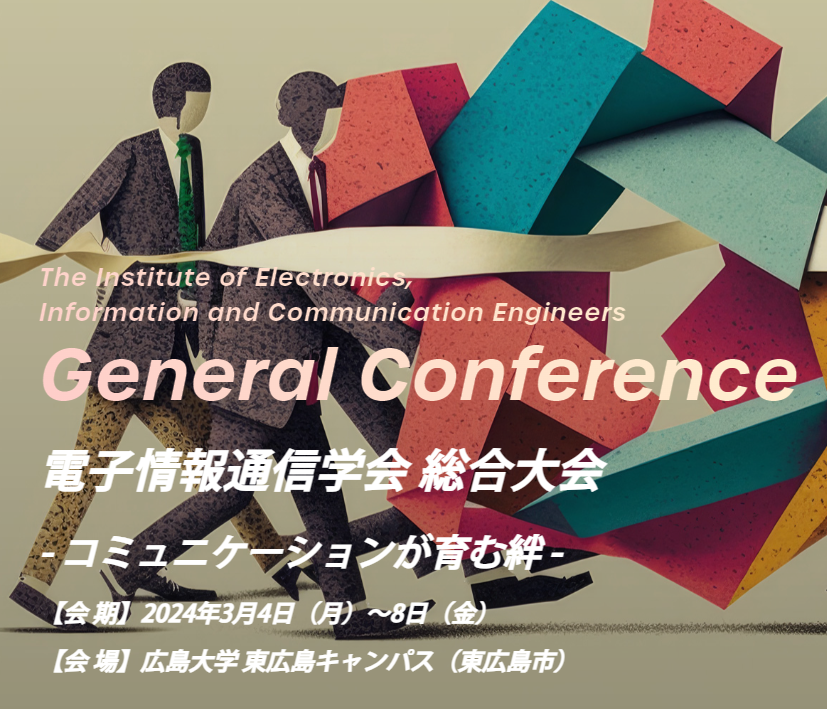 The Institute of Electronics,
Information and Communication Engineers
General Conference
電子情報通信学会 総合大会
- コミュニケーションが育む絆 -
【会 期】2024年3月4日（月）～8日（金）
【会 場】広島大学 東広島キャンパス（東広島市）